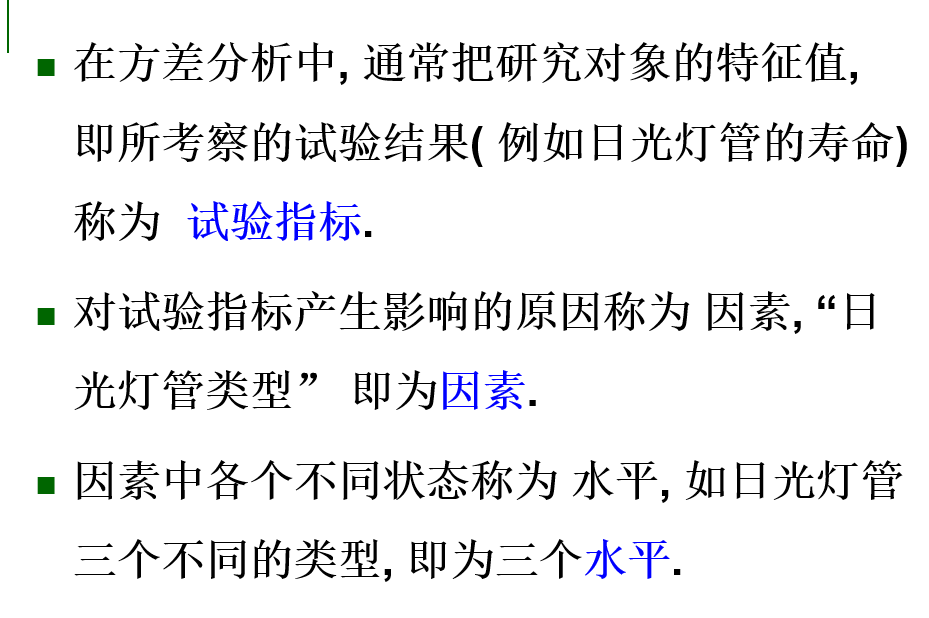 在方差分析中, 通常把研究对象的特征值,
即所考察的试验结果( 例如日光灯管的寿命)
称为 试验指标.
对试验指标产生影响的原因称为 因素, “日
光灯管类型” 即为因素.
因素中各个不同状态称为 水平, 如日光灯管
三个不同的类型, 即为三个水平.